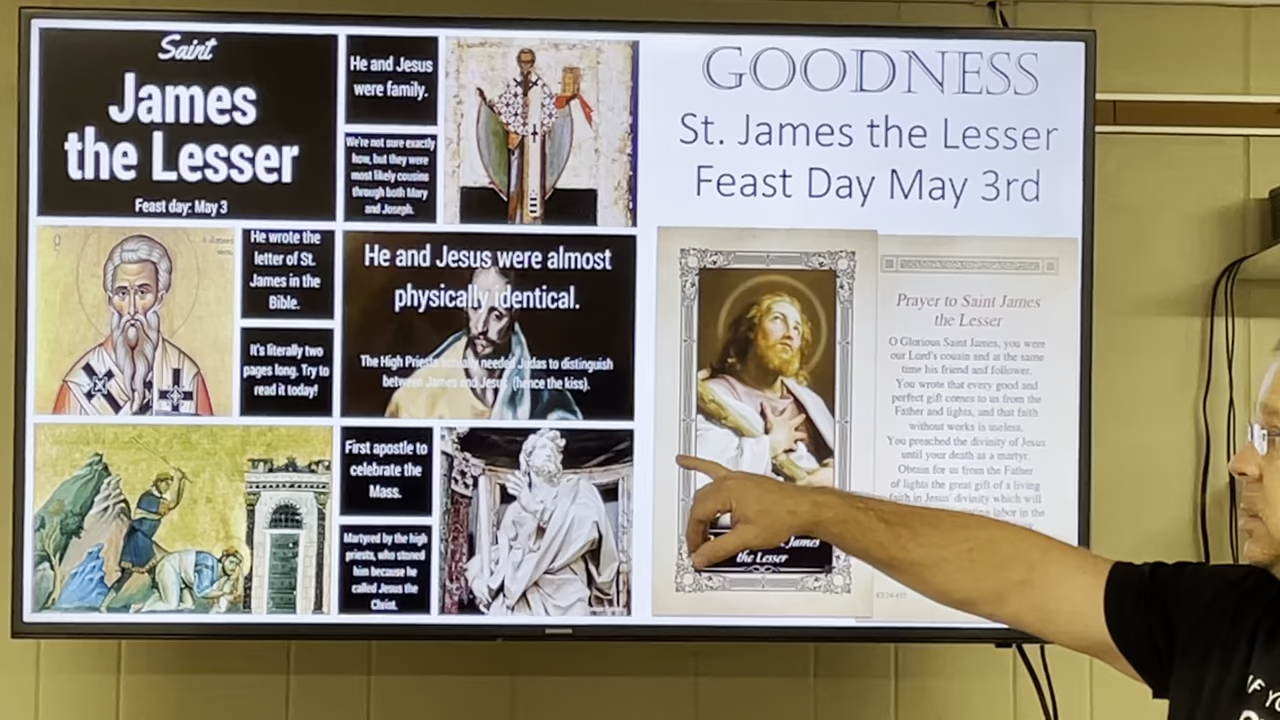 Saint
James
the Lesser
Feast day: May 3
He and Jesus
were family.
We're not sure exactly
how, but they were
most likely cousins
through both Mary
and Joseph.
He wrote the
letter of St.
James in the
Bible.
It's literally two
pages long. Try to
read it today!
He and Jesus were almost
physically identical.
The High Priests actually needed Judas to distinguish
between James and Jesus (hence the kiss).
First apostle to
celebrate the
Mass.
Martyred by the high
priests, who stoned
him because he
called Jesus the
Christ.
GOODNESS
St. James the Lesser
Feast Day May 3rd
James
the Lesser
Prayer to Saint James
the Lesser
O Glorious Saint James, you were
our Lord's cousin and at the same
time his friend and follower.
You wrote that every good and
perfect gift comes to us from the
Father and lights, and that faith
without works is useless.
You preached the divinity of Jesus
until your death as a martyr.
Obtain for us from the Father
of lights the great gift of a living
faith in Jesus' divinity which will
labor in the
IF